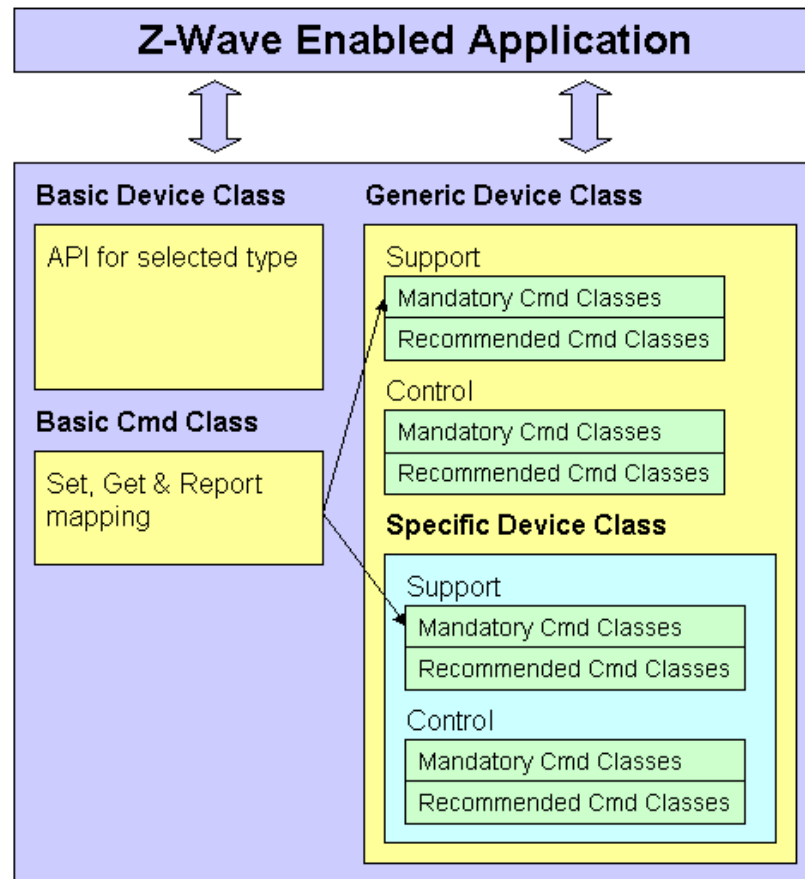 Z-Wave Enabled Application
Basic Device Class
API for selected type
Basic Cmd Class
Set, Get & Report
mapping
Generic Device Class
Support
Mandatory Cmd Classes
Recommended Cmd Classes
Control
Mandatory Cmd Classes
Recommended Cmd Classes
Specific Device Class
Support
Mandatory Cmd Classes
Recommended Cmd Classes
Control
Mandatory Cmd Classes
Recommended Cmd Classes